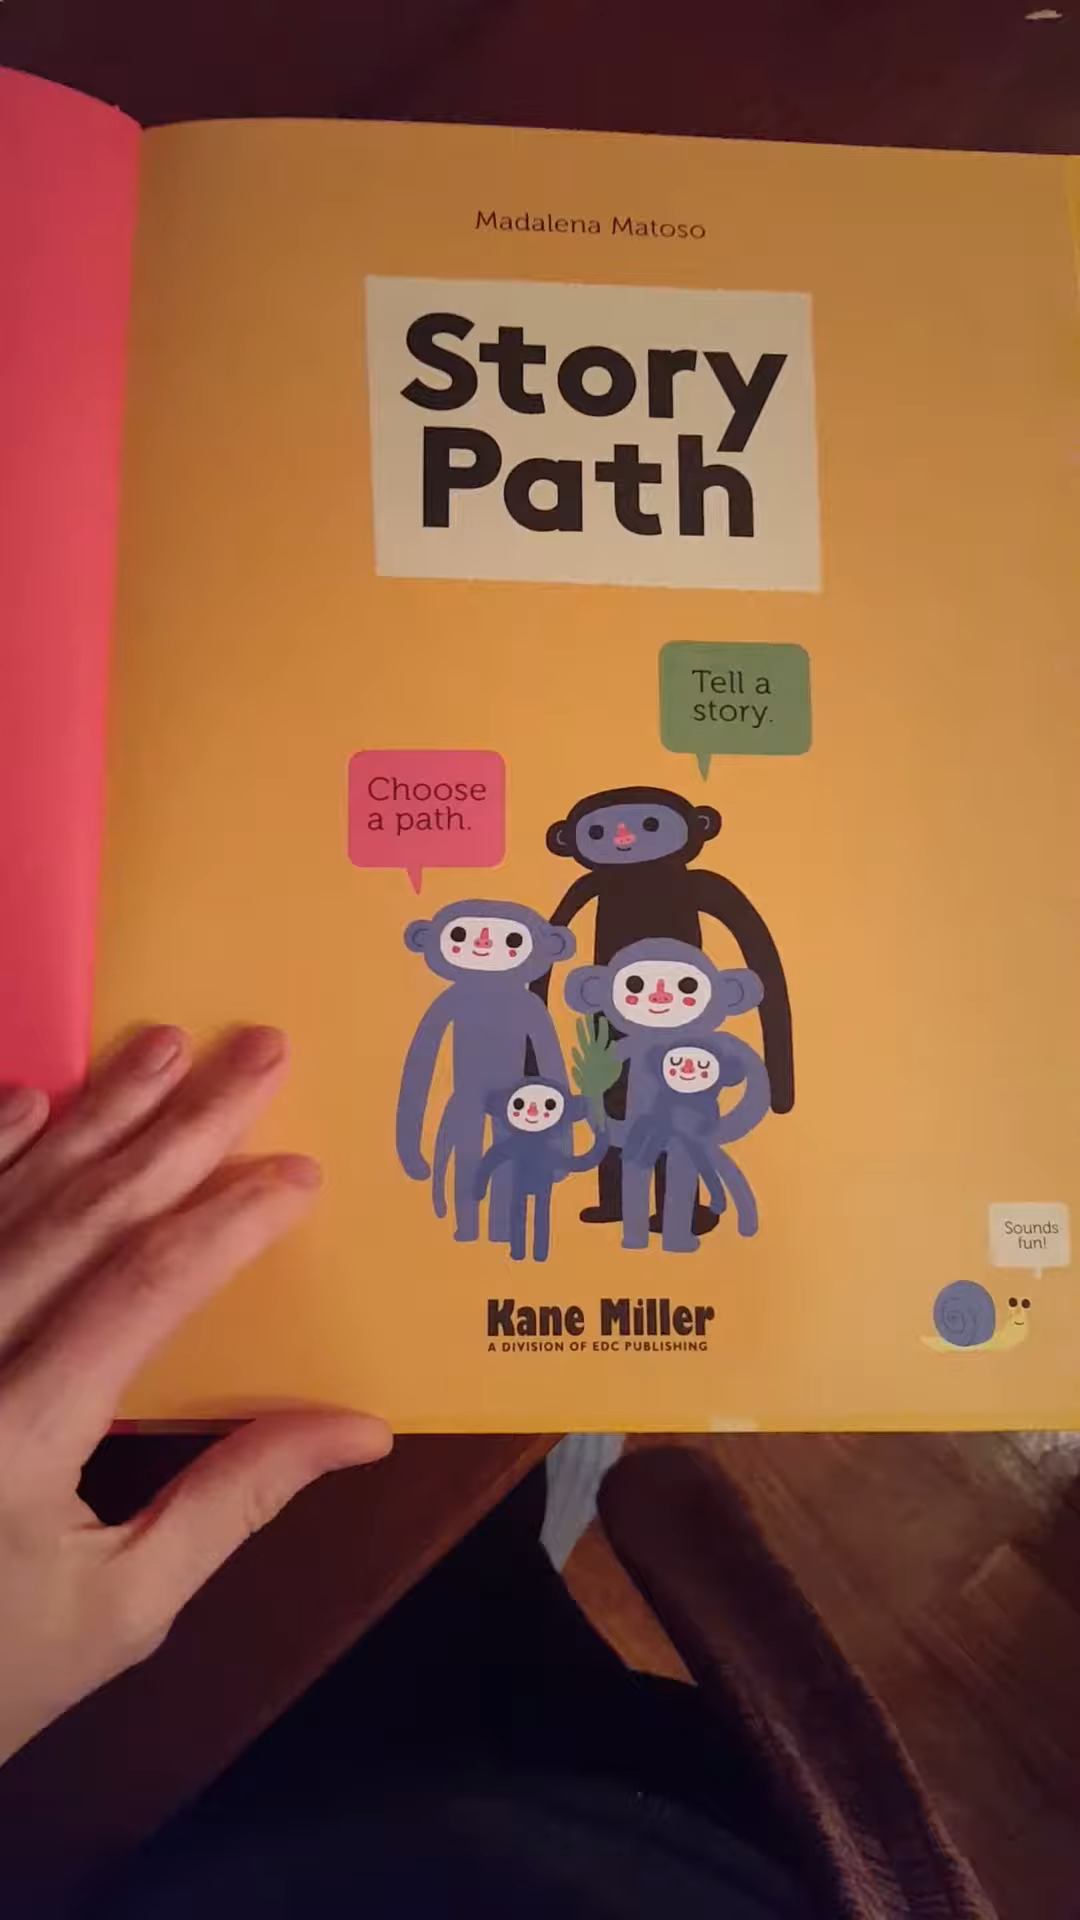 Madalena Matoso
Story
Path
Tell a
story.
Choose
a path.
Sounds
fun!
Kane Miller
A DIVISION OF EDC PUBLISHING